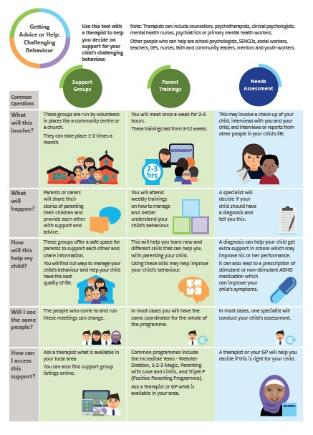 Getting
Advice or Help:
Challenging
Behaviour
Use this tool with
a therapist to help
you decide on
support for your
child's challenging
behaviour.
Note: Therapists can include counsellors, psychotherapists, clinical psychologists,
mental health nurses, psychiatrists or primary mental health workers.
Other people who can help are school psychologists, SENCOs, social workers,
teachers, GPs, nurses, faith and community leaders, mentors and youth workers.
Support
Groups
Parent
Trainings
Needs
Assessment
Common
Questions
What
will this
involve?
These groups are run by volunteers
in places like a community centre or
a church.
They can take place 1-2 times a
month.
You will meet once a week for 2-3
hours.
These trainings last from 9-12 weeks.
WORKSHOP
2-3
hrs
This may involve a check-up of your
child, interviews with you and your
child, and interviews or reports from
other people in your child's life.
What
will
happen?
Parents or carers
will share their
stories of parenting
their children and
provide each other
with support and
advice.
You will attend
weekly trainings
on how to manage
and better
understand your
child's behaviour.
A specialist will
decide if your
child should have
a diagnosis and
tell you this.
How
will this
help my
child?
These groups offer a safe space for
parents to support each other and
share information.
You will find out ways to manage your
child's behaviour and help your child
have the best
quality of life.
This will help you learn new and
different skills that can help you
with parenting your child.
Using these skills may help improve
your child's behaviour.
A diagnosis can help your child get
extra support in school which may
improve his or her performance.
It can also lead to a prescription of
stimulant or non-stimulant ADHD
medication which
can improve your
child's symptoms.
Will I see
the same
people?
The people who come to and run
these meetings can change.
In most cases you will have the
same coordinator for the whole of
the programme.
In most cases, one specialist will
conduct your child's assessment.
How can
I access
this
support?
Ask a therapist what is available in
your local area.
You can also find support group
listings online.
Common programmes include
the Incredible Years - Webster
Stratton, 1-2-3 Magic, Parenting
with Love and Limits, and Triple P
(Positive Parenting Programme).
Ask a therapist or GP what is
available in your area.
A therapist or your GP will help you
decide if this is right for your child.